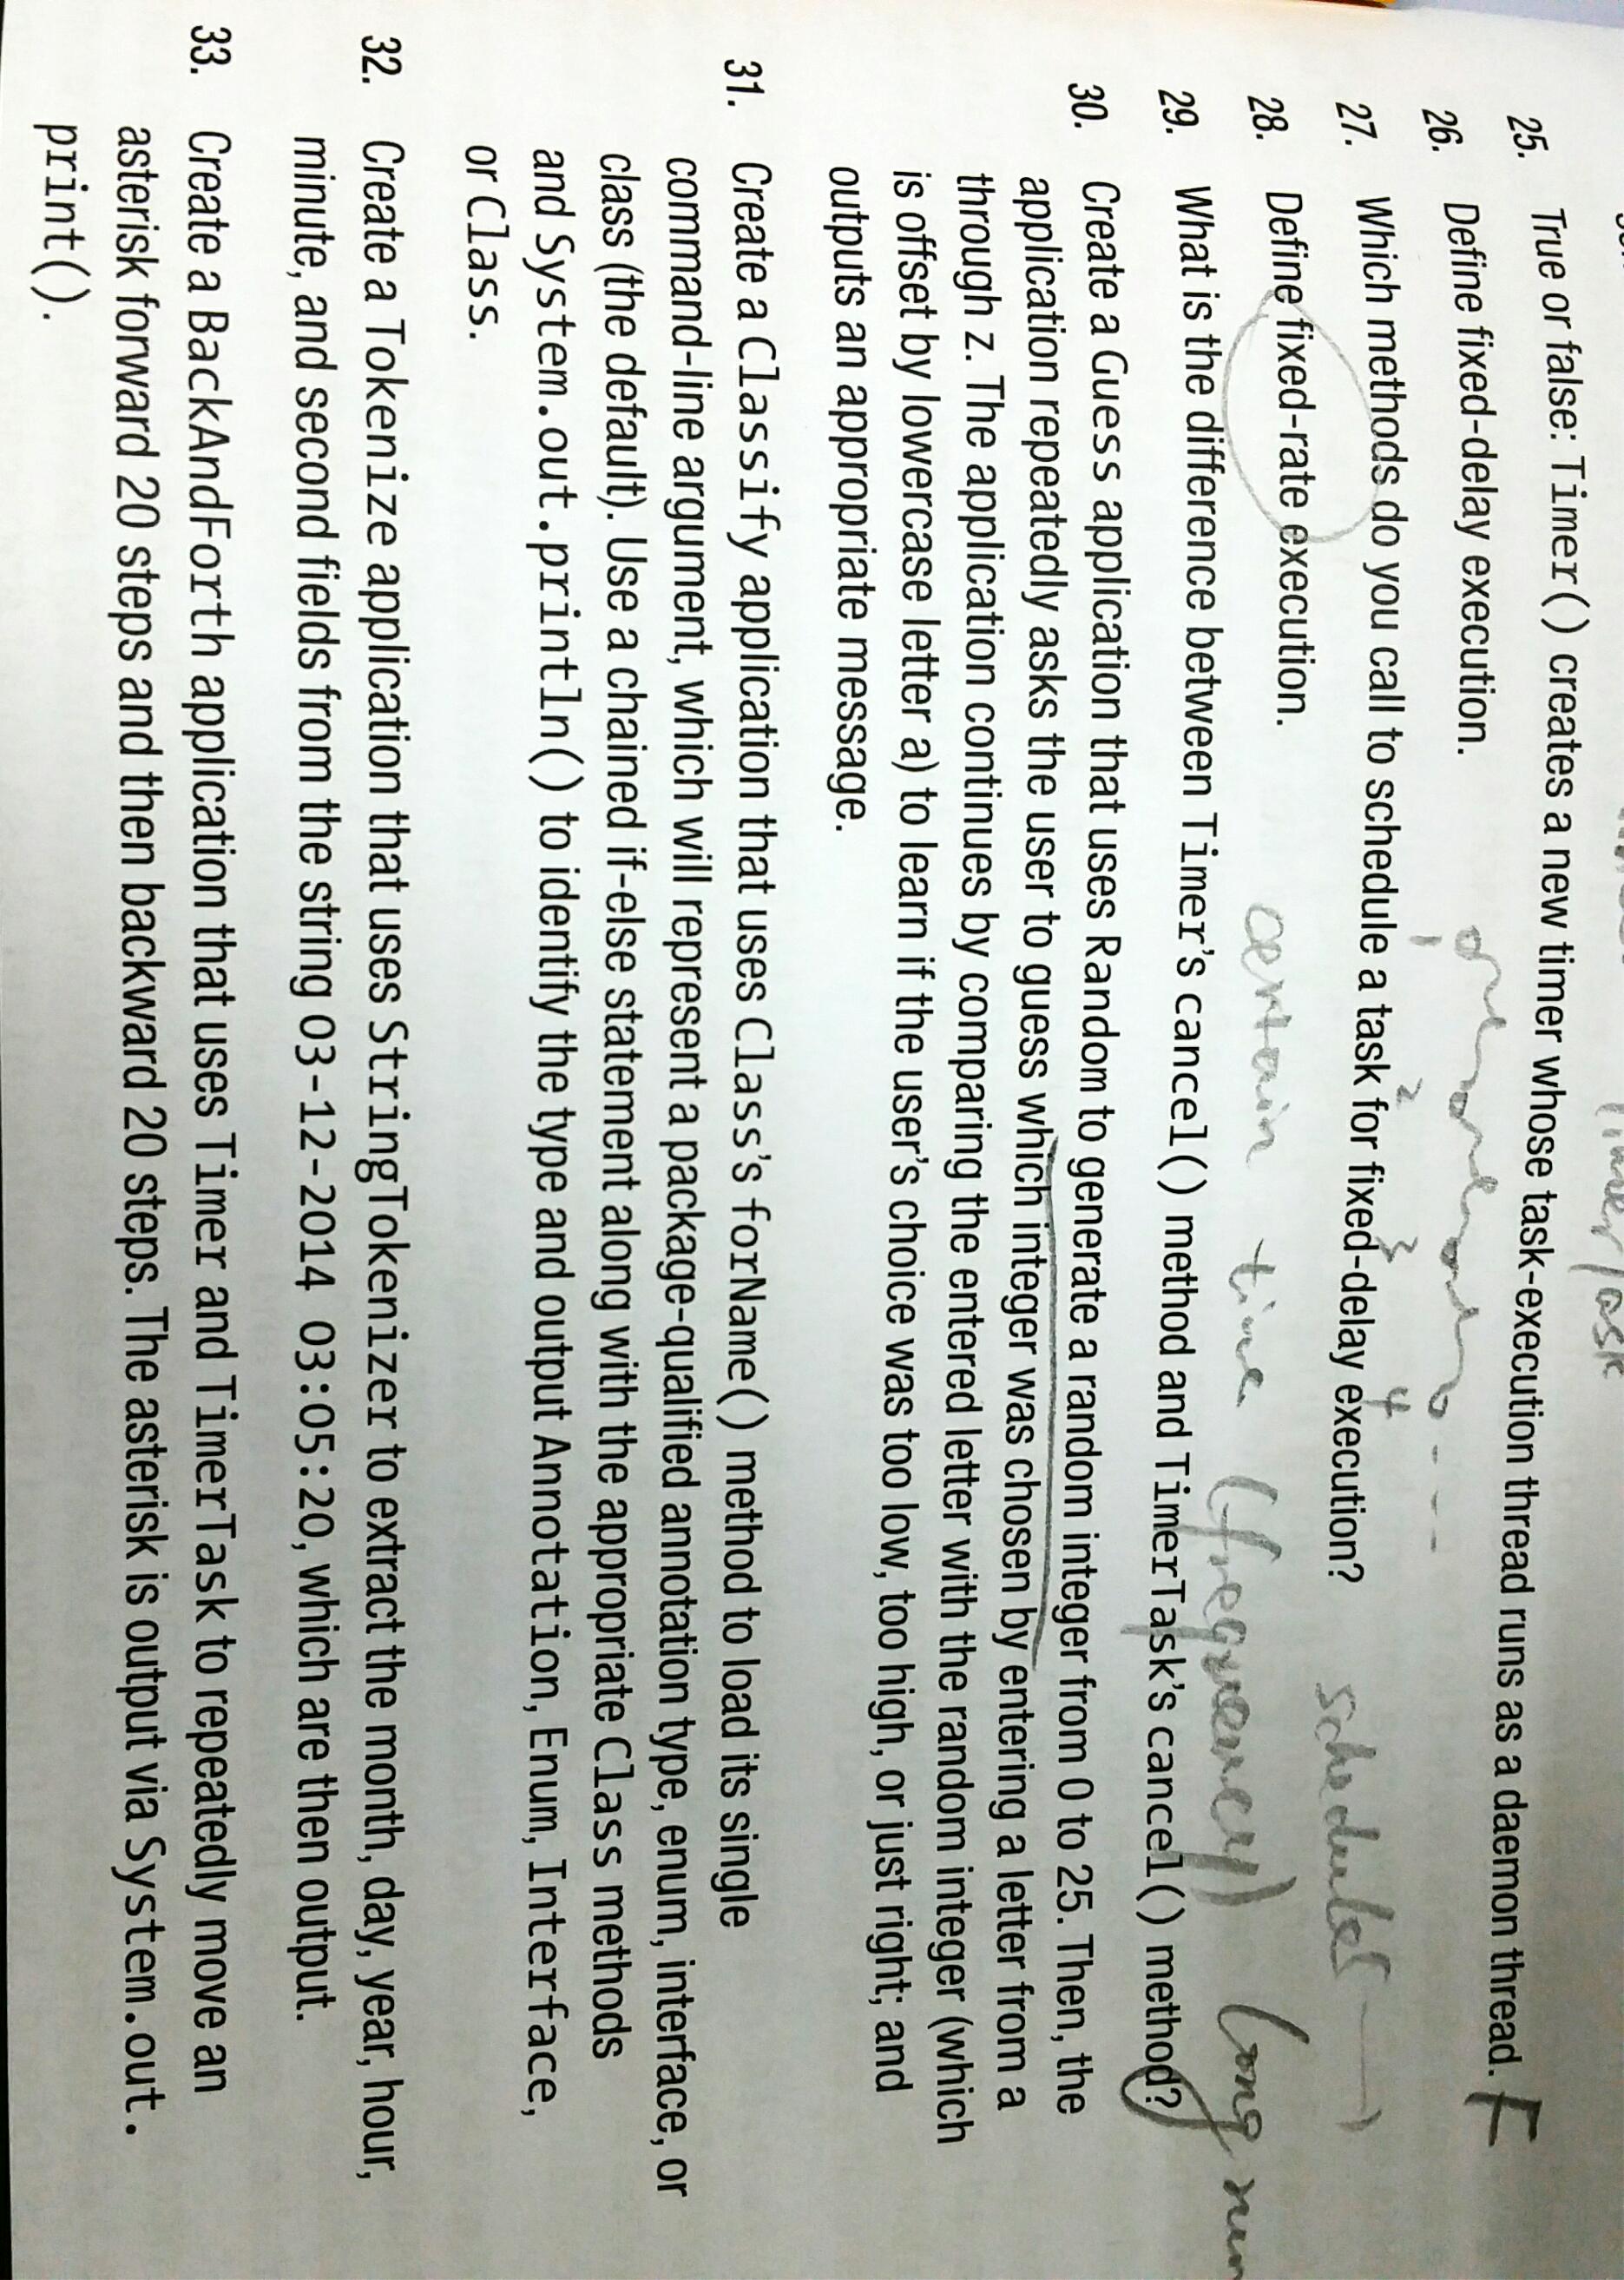 TimerTask
25. True or false: Timer() creates a new timer whose task-execution thread runs as a daemon thread. F
26. Define fixed-delay execution.
1 2 3 4
27. Which methods do you call to schedule a task for fixed-delay execution? schedule( )
28. Define fixed-rate execution. certain time (frequency) long run
29. What is the difference between Timer's cancel() method and TimerTask's cancel() method?
30. Create a Guess application that uses Random to generate a random integer from 0 to 25. Then, the
application repeatedly asks the user to guess which integer was chosen by entering a letter from a
through z. The application continues by comparing the entered letter with the random integer (which
is offset by lowercase letter a) to learn if the user's choice was too low, too high, or just right; and
outputs an appropriate message.
31. Create a Classify application that uses Class's forName() method to load its single
command-line argument, which will represent a package-qualified annotation type, enum, interface, or
class (the default). Use a chained if-else statement along with the appropriate Class methods
and System.out.println() to identify the type and output Annotation, Enum, Interface,
or Class.
32. Create a Tokenize application that uses StringTokenizer to extract the month, day, year, hour,
minute, and second fields from the string 03-12-2014 03:05:20, which are then output.
33. Create a BackAndForth application that uses Timer and TimerTask to repeatedly move an
asterisk forward 20 steps and then backward 20 steps. The asterisk is output via System.out.
print().